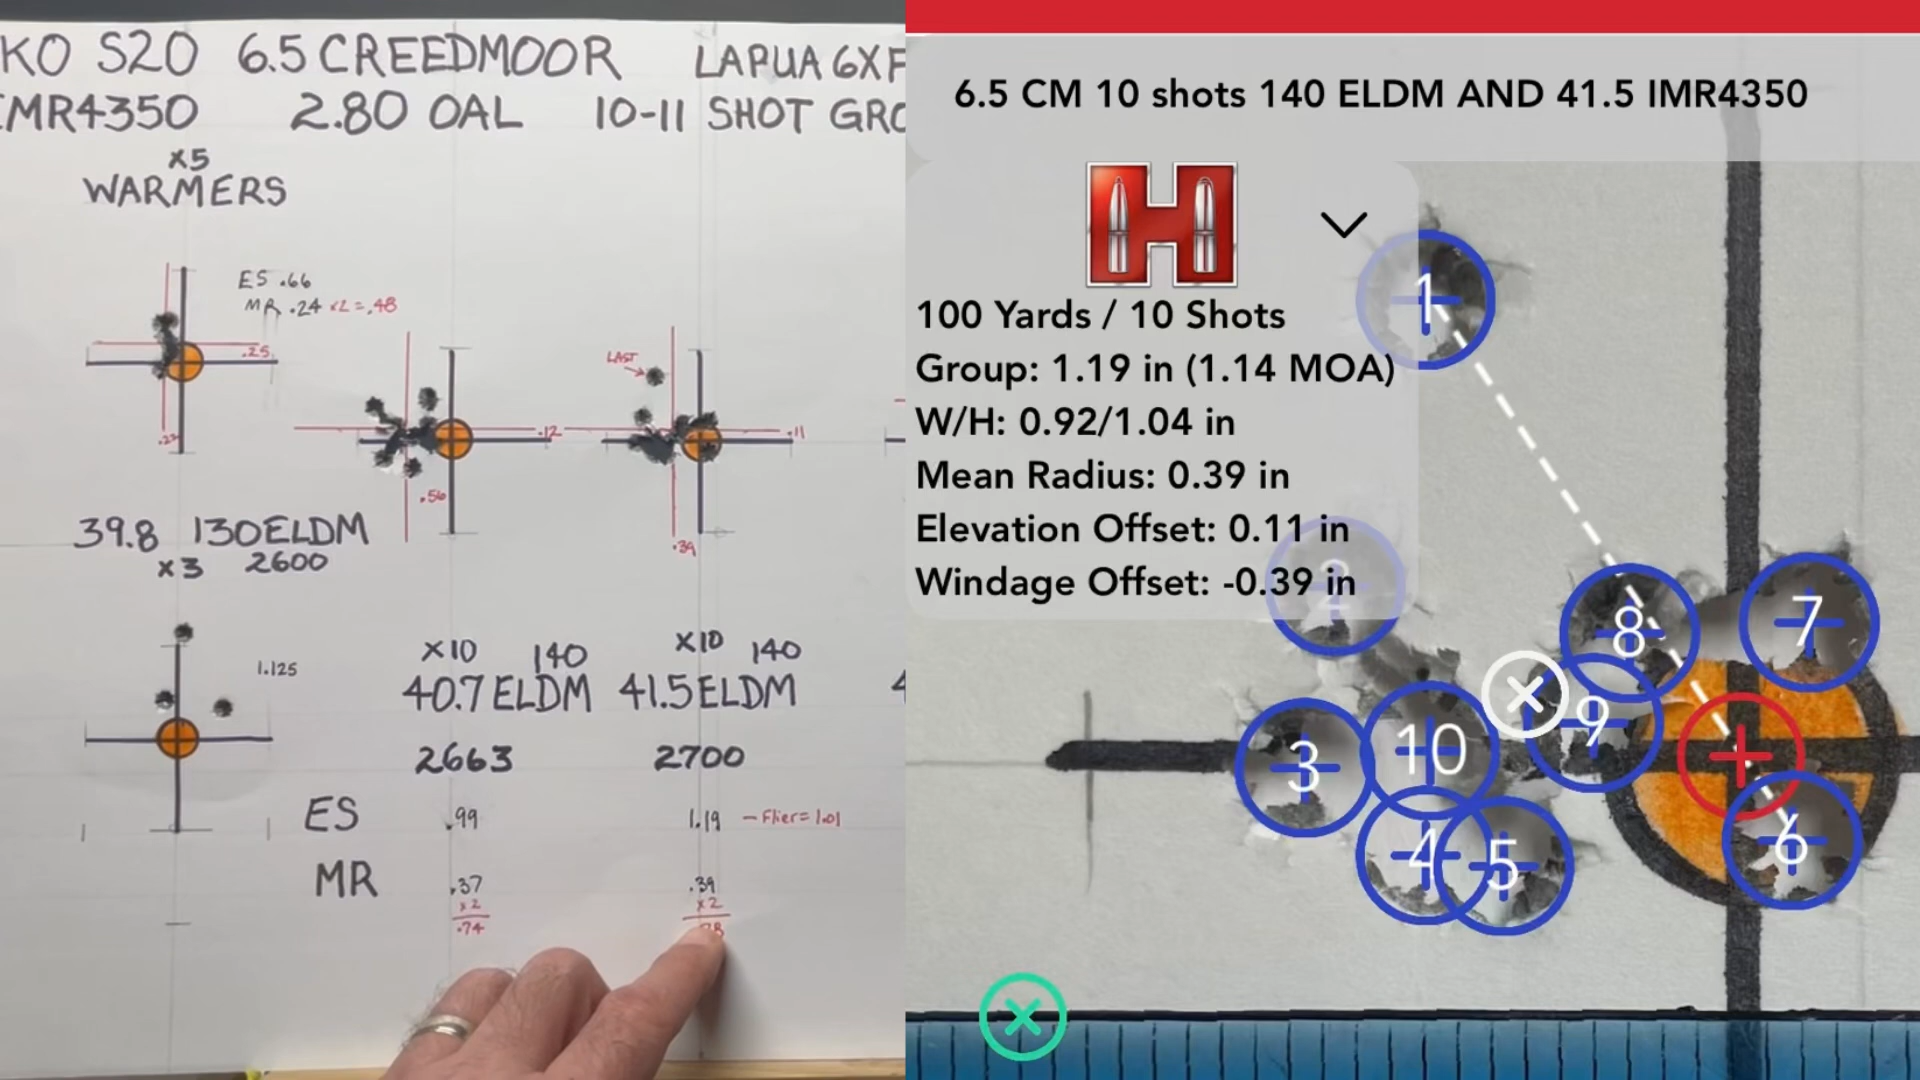 KO S20 6.5 CREEDMOOR LAPUA 6XF
IMR4350 2.80 OAL 10-11 SHOT GRO
x5
WARMERS
ES .66
MR .24 x2=.48
.25
.23
LAST
.12
.11
.56
.39
39.8 130ELDM
x3 2600
1.125
x10 140
40.7 ELDM
2663
x10 140
41.5 ELDM
2700
4
ES .99 1.19 - Flier= 1.01
MR .37 .39
x2 x2
.74 .78
6.5 CM 10 shots 140 ELDM AND 41.5 IMR4350
H
100 Yards / 10 Shots
Group: 1.19 in (1.14 MOA)
W/H: 0.92/1.04 in
Mean Radius: 0.39 in
Elevation Offset: 0.11 in
Windage Offset: -0.39 in
1
2
8
7
3
10
9
4
5
6